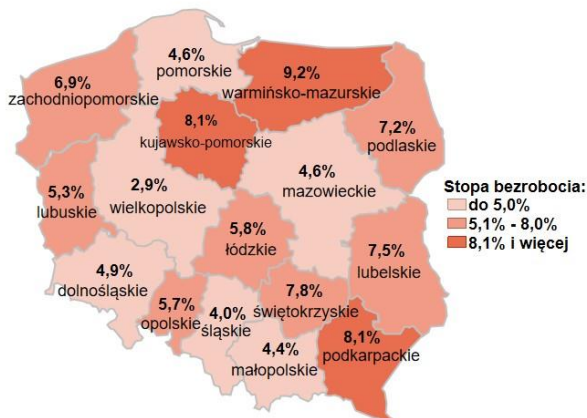 4,6%
pomorskie
9,2%
warmińsko-mazurskie
6,9%
zachodniopomorskie
8,1%
kujawsko-pomorskie
7,2%
podlaskie
4,6%
mazowieckie
2,9%
wielkopolskie
5,3%
lubuskie
Stopa bezrobocia:
do 5,0%
5,1% - 8,0%
8,1% i więcej
5,8%
łódzkie
7,5%
lubelskie
4,9%
dolnośląskie
5,7%
opolskie
4,0%
śląskie
7,8%
świętokrzyskie
4,4%
małopolskie
8,1%
podkarpackie